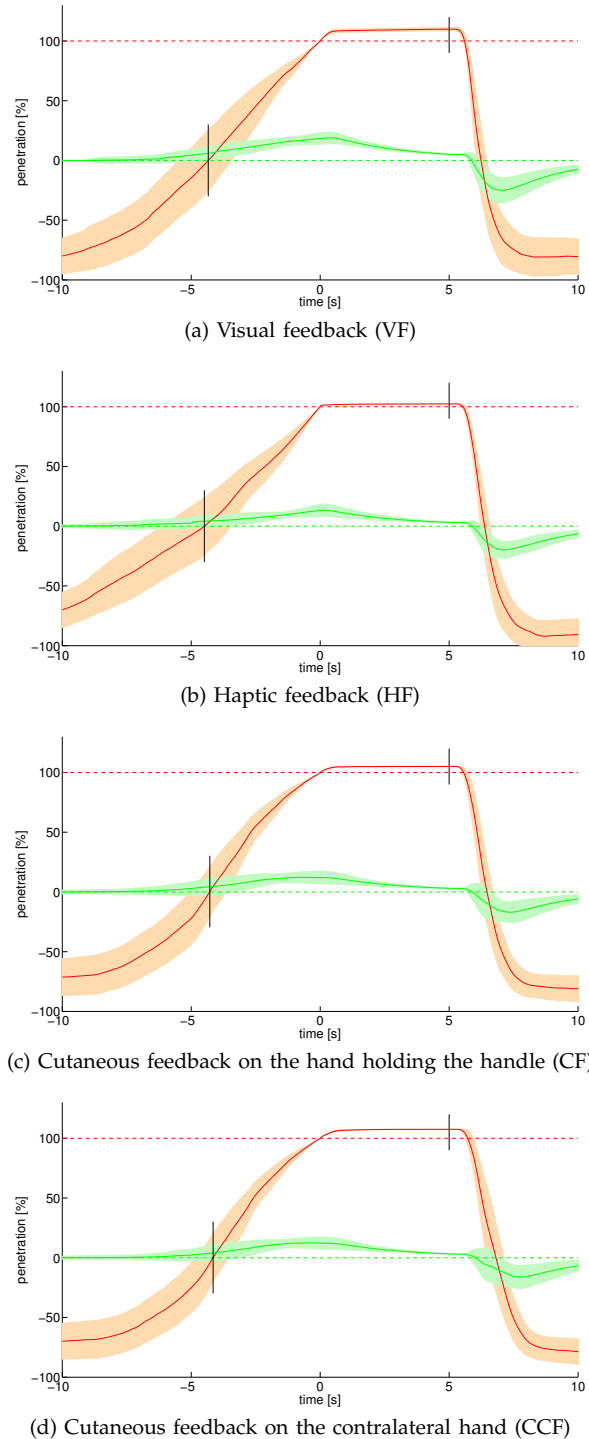 100
50
0
−50
−100
penetration [%]
−10 −5 0 5 10
time [s]
(a) Visual feedback (VF)
100
50
0
−50
−100
penetration [%]
−10 −5 0 5 10
time [s]
(b) Haptic feedback (HF)
100
50
0
−50
−100
penetration [%]
−10 −5 0 5 10
time [s]
(c) Cutaneous feedback on the hand holding the handle (CF)
100
50
0
−50
−100
penetration [%]
−10 −5 0 5 10
time [s]
(d) Cutaneous feedback on the contralateral hand (CCF)